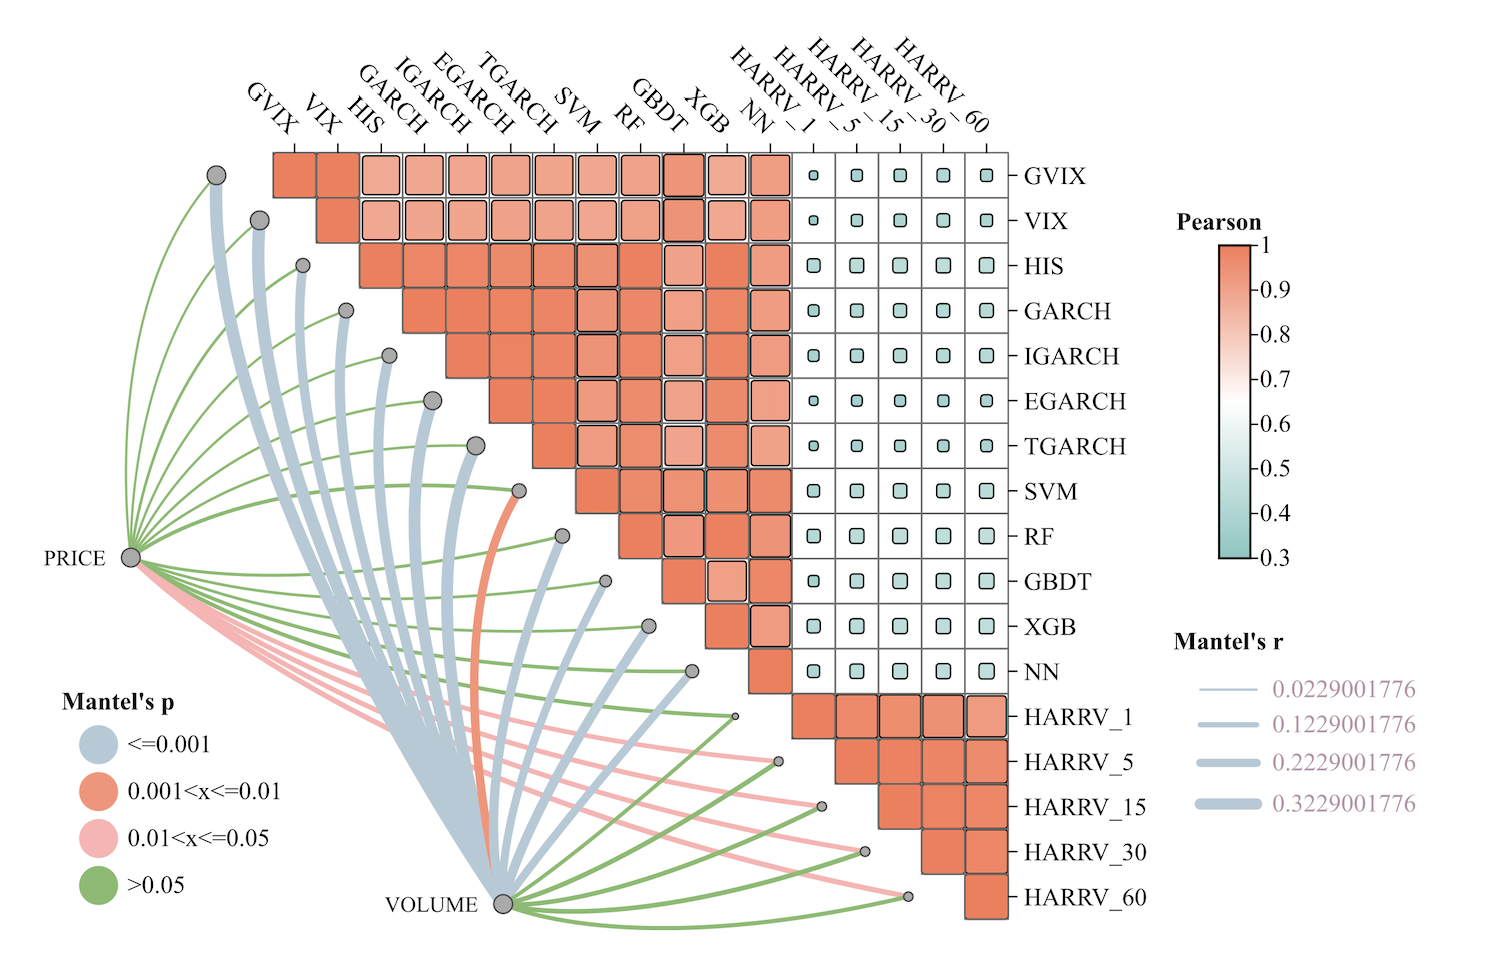 GVIX
VIX
HIS
GARCH
IGARCH
EGARCH
TGARCH
SVM
RF
GBDT
XGB
NN
HARRV_1
HARRV_5
HARRV_15
HARRV_30
HARRV_60
GVIX
VIX
HIS
GARCH
IGARCH
EGARCH
TGARCH
SVM
RF
GBDT
XGB
NN
HARRV_1
HARRV_5
HARRV_15
HARRV_30
HARRV_60
PRICE
VOLUME
Mantel's p
<=0.001
0.001<x<=0.01
0.01<x<=0.05
>0.05
Pearson
1
0.9
0.8
0.7
0.6
0.5
0.4
0.3
Mantel's r
0.0229001776
0.1229001776
0.2229001776
0.3229001776